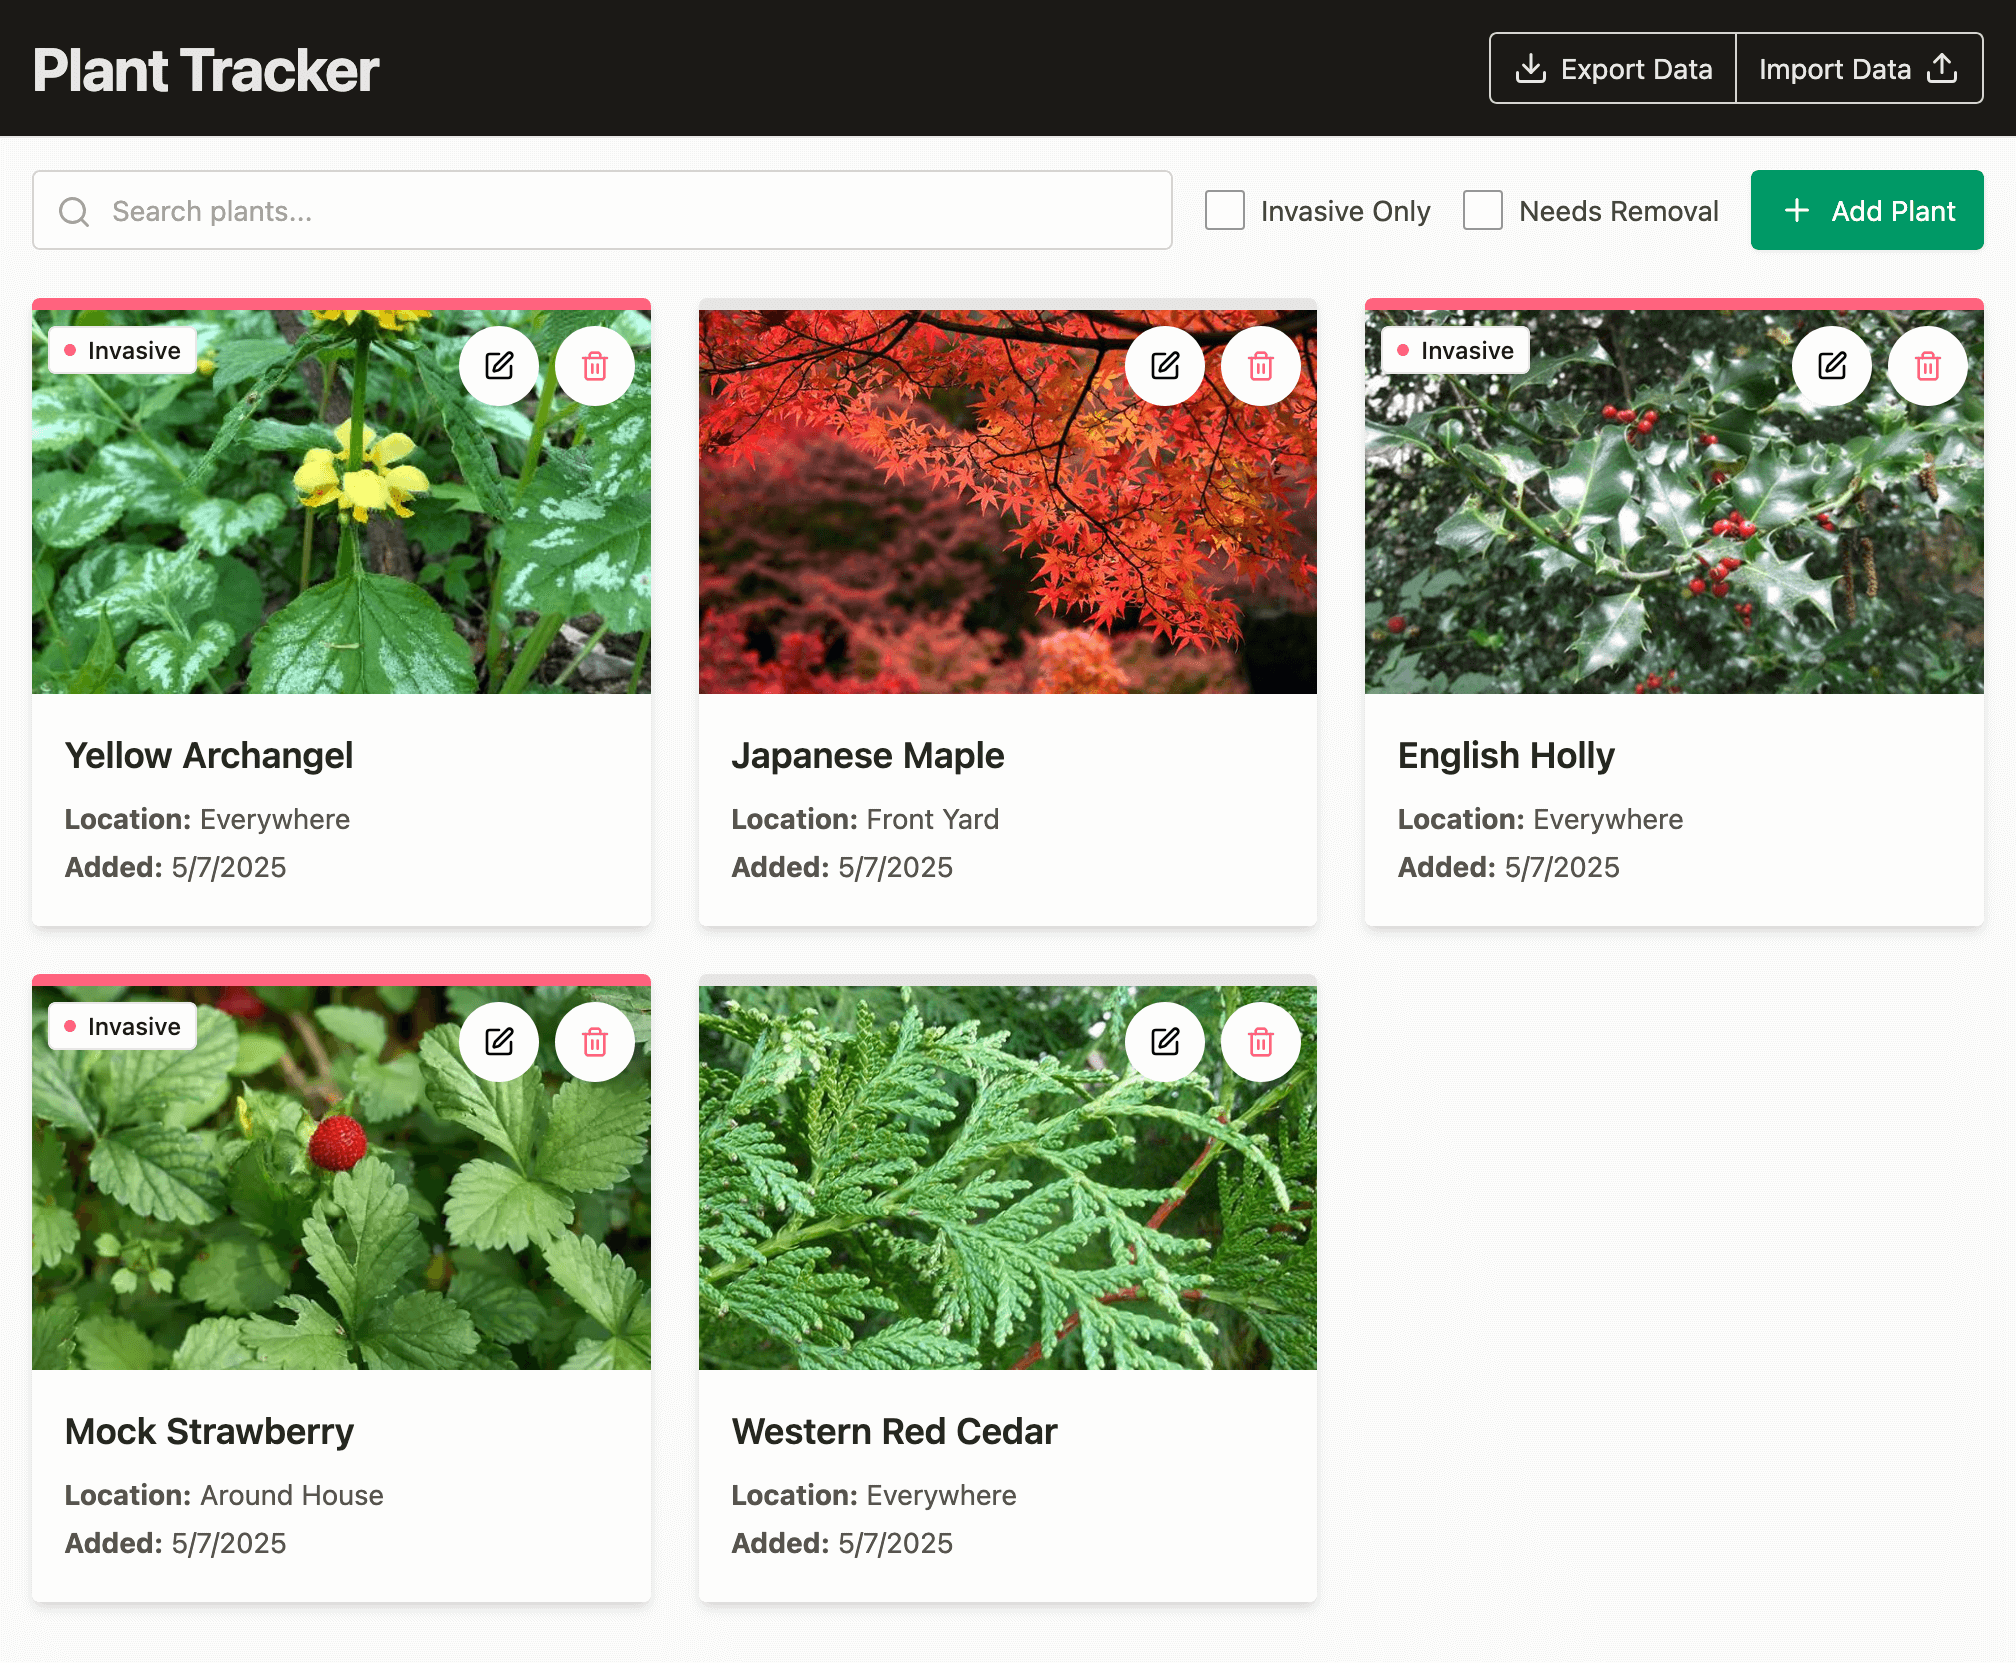 Plant Tracker
Export Data
Import Data
Search plants...
Invasive Only
Needs Removal
Add Plant
Invasive
Yellow Archangel
Location: Everywhere
Added: 5/7/2025
Japanese Maple
Location: Front Yard
Added: 5/7/2025
Invasive
English Holly
Location: Everywhere
Added: 5/7/2025
Invasive
Mock Strawberry
Location: Around House
Added: 5/7/2025
Western Red Cedar
Location: Everywhere
Added: 5/7/2025